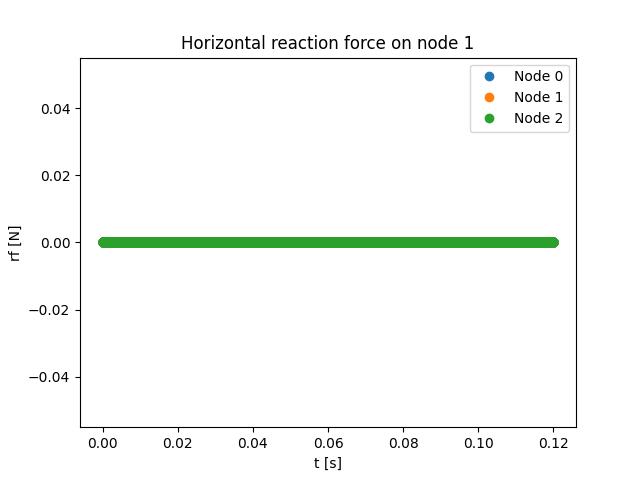 Horizontal reaction force on node 1
Node 0
Node 1
Node 2
0.04
0.02
0.00
−0.02
−0.04
rf [N]
0.00 0.02 0.04 0.06 0.08 0.10 0.12
t [s]